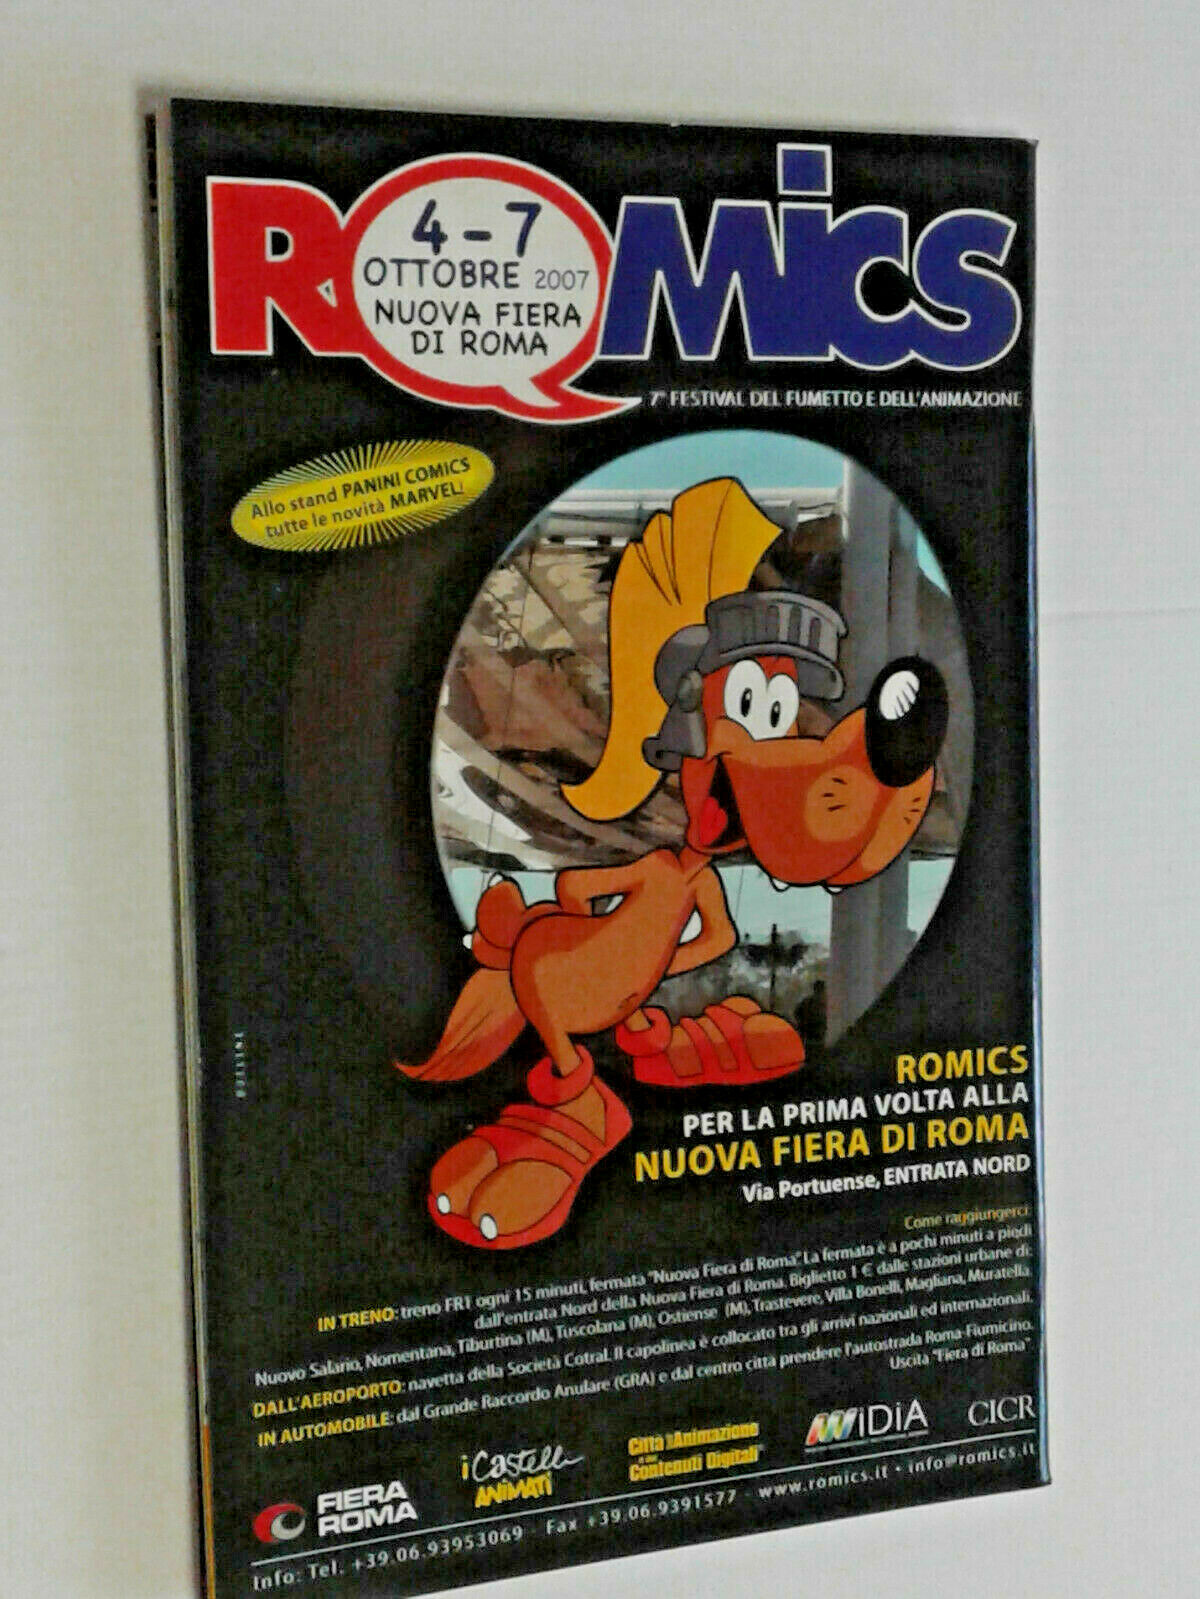 ROMICS
4-7
OTTOBRE 2007
NUOVA FIERA
DI ROMA
7° FESTIVAL DEL FUMETTO E DELL'ANIMAZIONE
Allo stand PANINI COMICS
tutte le novità MARVEL!
ROMICS
PER LA PRIMA VOLTA ALLA
NUOVA FIERA DI ROMA
Via Portuense, ENTRATA NORD
Come raggiungerci
IN TRENO: treno FR1 ogni 15 minuti, fermata "Nuova Fiera di Roma" La fermata è a pochi minuti a piedi
dall'entrata Nord della Nuova Fiera di Roma. Biglietto 1 € dalle stazioni urbane di:
Nuovo Salario, Nomentana, Tiburtina (M), Tuscolana (M), Ostiense (M), Trastevere, Villa Bonelli, Magliana, Muratella
DALL'AEROPORTO: navetta della Società Cotral. Il capolinea è collocato tra gli arrivi nazionali ed internazionali.
IN AUTOMOBILE: dal Grande Raccordo Anulare (GRA) e dal centro città prendere l'autostrada Roma-Fiumicino.
Uscita "Fiera di Roma"
FIERA
ROMA
i Castelli
ANIMATI
Città dell'Animazione
e dei
Contenuti Digitali
WIDIA
CICR
Info: Tel. +39.06.93953069 · Fax +39.06.9391577 · www.romics.it • info@romics.it